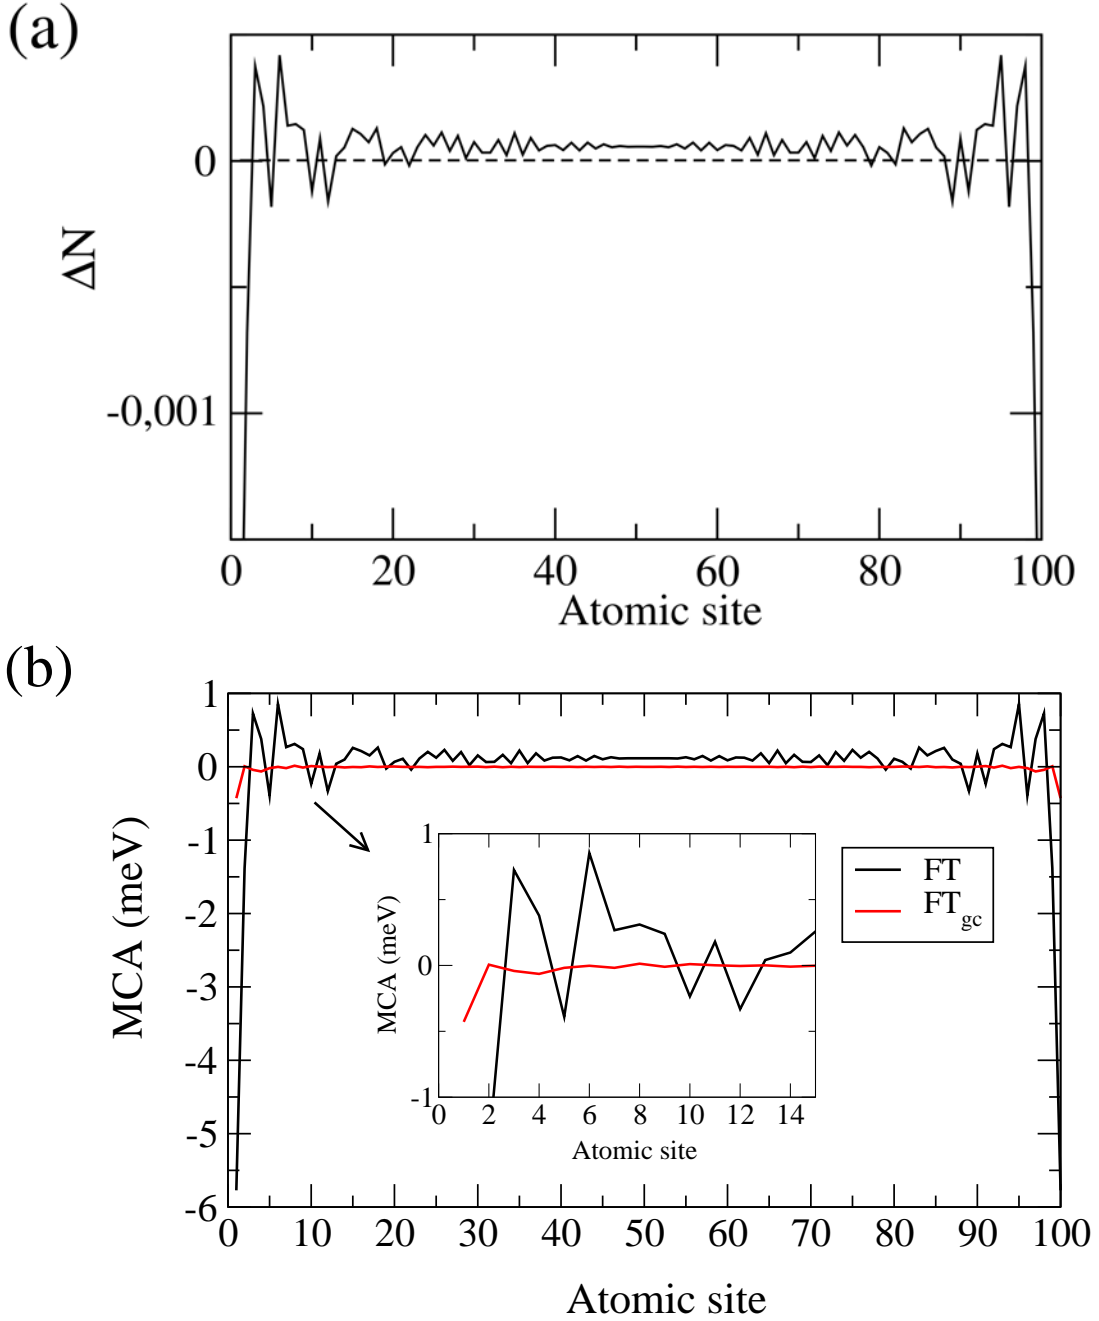 (a)
0
-0,001
ΔN
0 20 40 60 80 100
Atomic site
(b)
1
0
-1
-2
-3
-4
-5
-6
MCA (meV)
1
0
-1
MCA (meV)
0 2 4 6 8 10 12 14
Atomic site
FT
FTgc
0 10 20 30 40 50 60 70 80 90 100
Atomic site